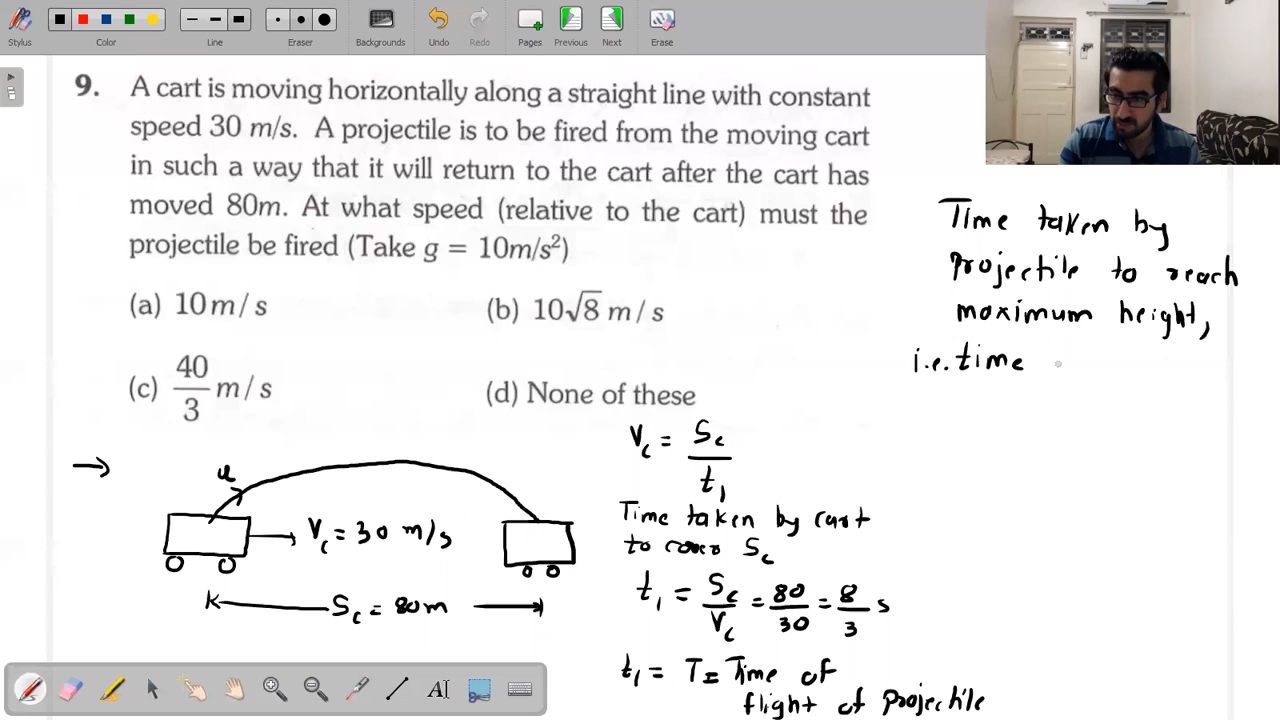 Stylus
Color
Line
Eraser
Backgrounds
Undo
Redo
Pages
Previous
Next
Erase
9. A cart is moving horizontally along a straight line with constant
speed 30 m/s. A projectile is to be fired from the moving cart
in such a way that it will return to the cart after the cart has
moved 80m. At what speed (relative to the cart) must the
projectile be fired (Take g = 10m/s²)
(a) 10 m/s
(b) 10√8 m/s
(c) 40/3 m/s
(d) None of these
→ u
V_c = 30 m/s
S_c = 80m
V_c = S_c / t_1
Time taken by cart
to cover S_c
t_1 = S_c / V_c = 80/30 = 8/3 s
t_1 = T = Time of
flight of projectile
Time taken by
projectile to reach
maximum height,
i.e. time